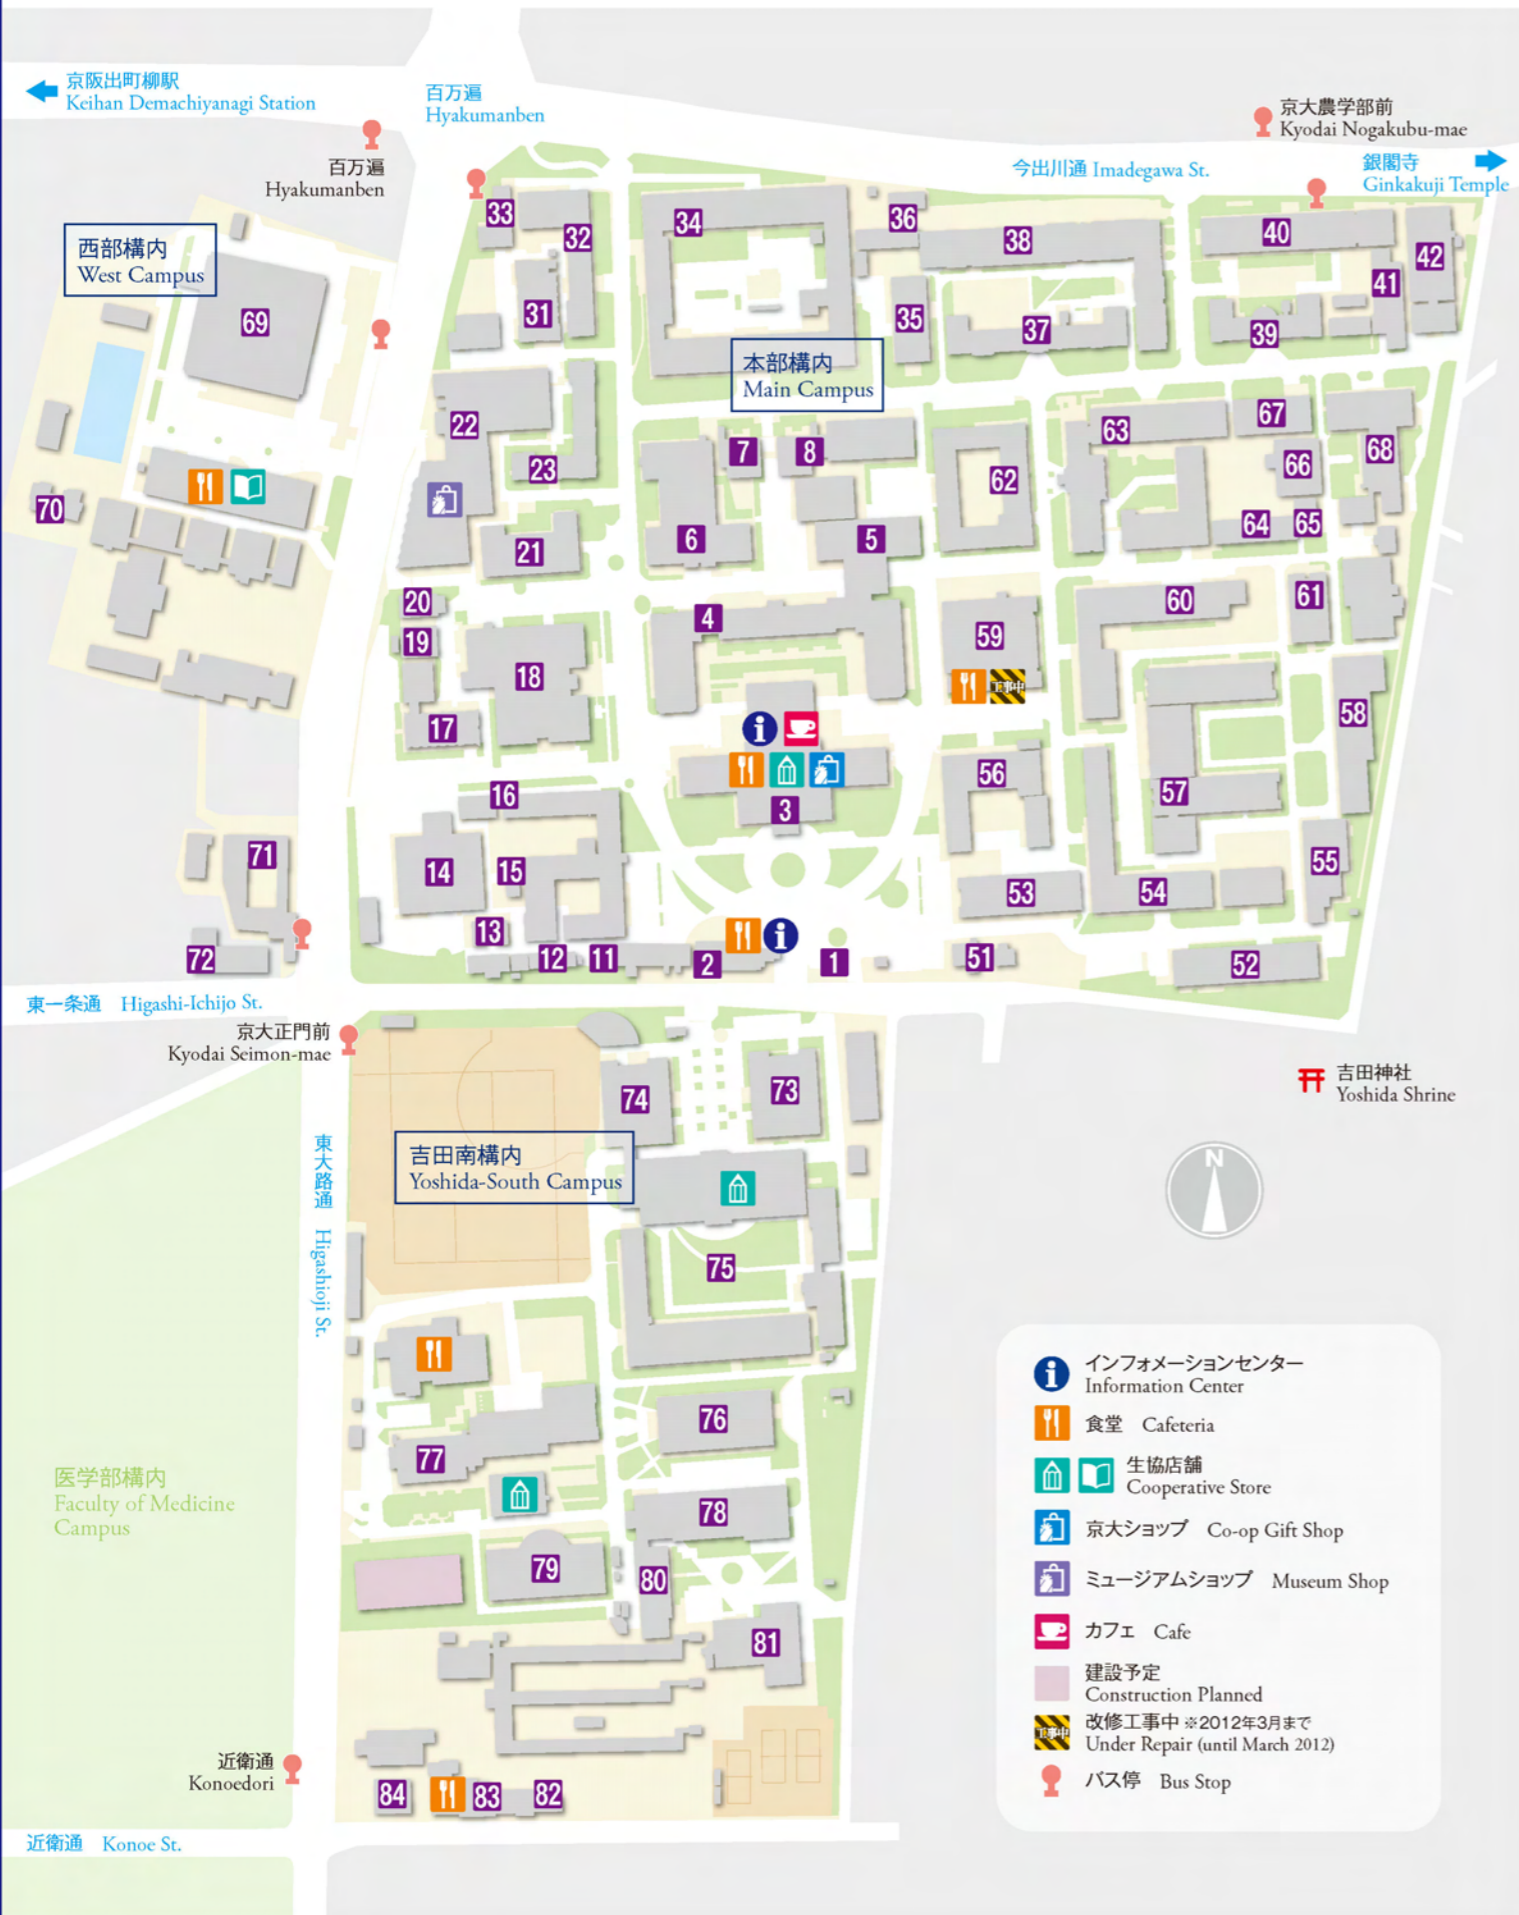 京阪出町柳駅
Keihan Demachiyanagi Station
百万遍
Hyakumanben
百万遍
Hyakumanben
京大農学部前
Kyodai Nogakubu-mae
今出川通 Imadegawa St.
銀閣寺
Ginkakuji Temple
西部構内
West Campus
69
70
33
32
31
34
36
38
35
37
40
42
41
39
本部構内
Main Campus
22
23
21
7
8
6
5
62
63
67
68
66
64
65
20
19
18
17
4
59
工事中
60
61
58
16
3
56
57
71
14
15
53
54
55
72
13
12
11
2
1
51
52
東一条通 Higashi-Ichijo St.
京大正門前
Kyodai Seimon-mae
吉田神社
Yoshida Shrine
N
74
73
吉田南構内
Yoshida-South Campus
東大路通 Higashioji St.
75
76
77
78
79
80
81
医学部構内
Faculty of Medicine
Campus
近衛通
Konoedori
84
83
82
近衛通 Konoe St.
インフォメーションセンター
Information Center
食堂 Cafeteria
生協店舗
Cooperative Store
京大ショップ Co-op Gift Shop
ミュージアムショップ Museum Shop
カフェ Cafe
建設予定
Construction Planned
工事中
改修工事中 ※2012年3月まで
Under Repair (until March 2012)
バス停 Bus Stop